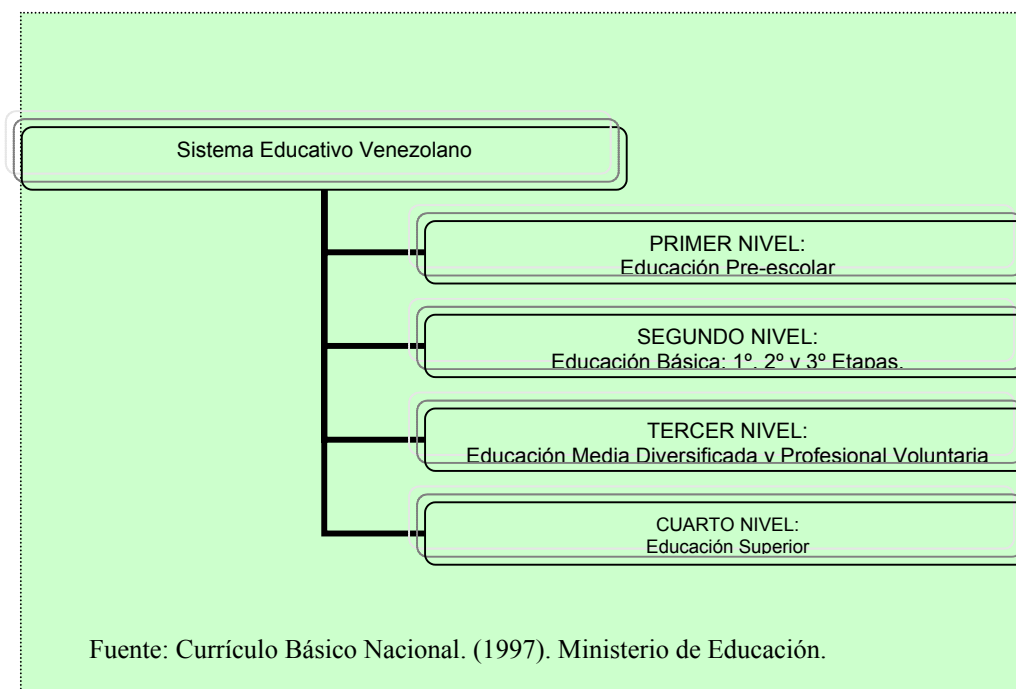 Sistema Educativo Venezolano
PRIMER NIVEL:
Educación Pre-escolar
SEGUNDO NIVEL:
Educación Básica: 1º, 2º y 3º Etapas.
TERCER NIVEL:
Educación Media Diversificada y Profesional Voluntaria
CUARTO NIVEL:
Educación Superior
Fuente: Currículo Básico Nacional. (1997). Ministerio de Educación.